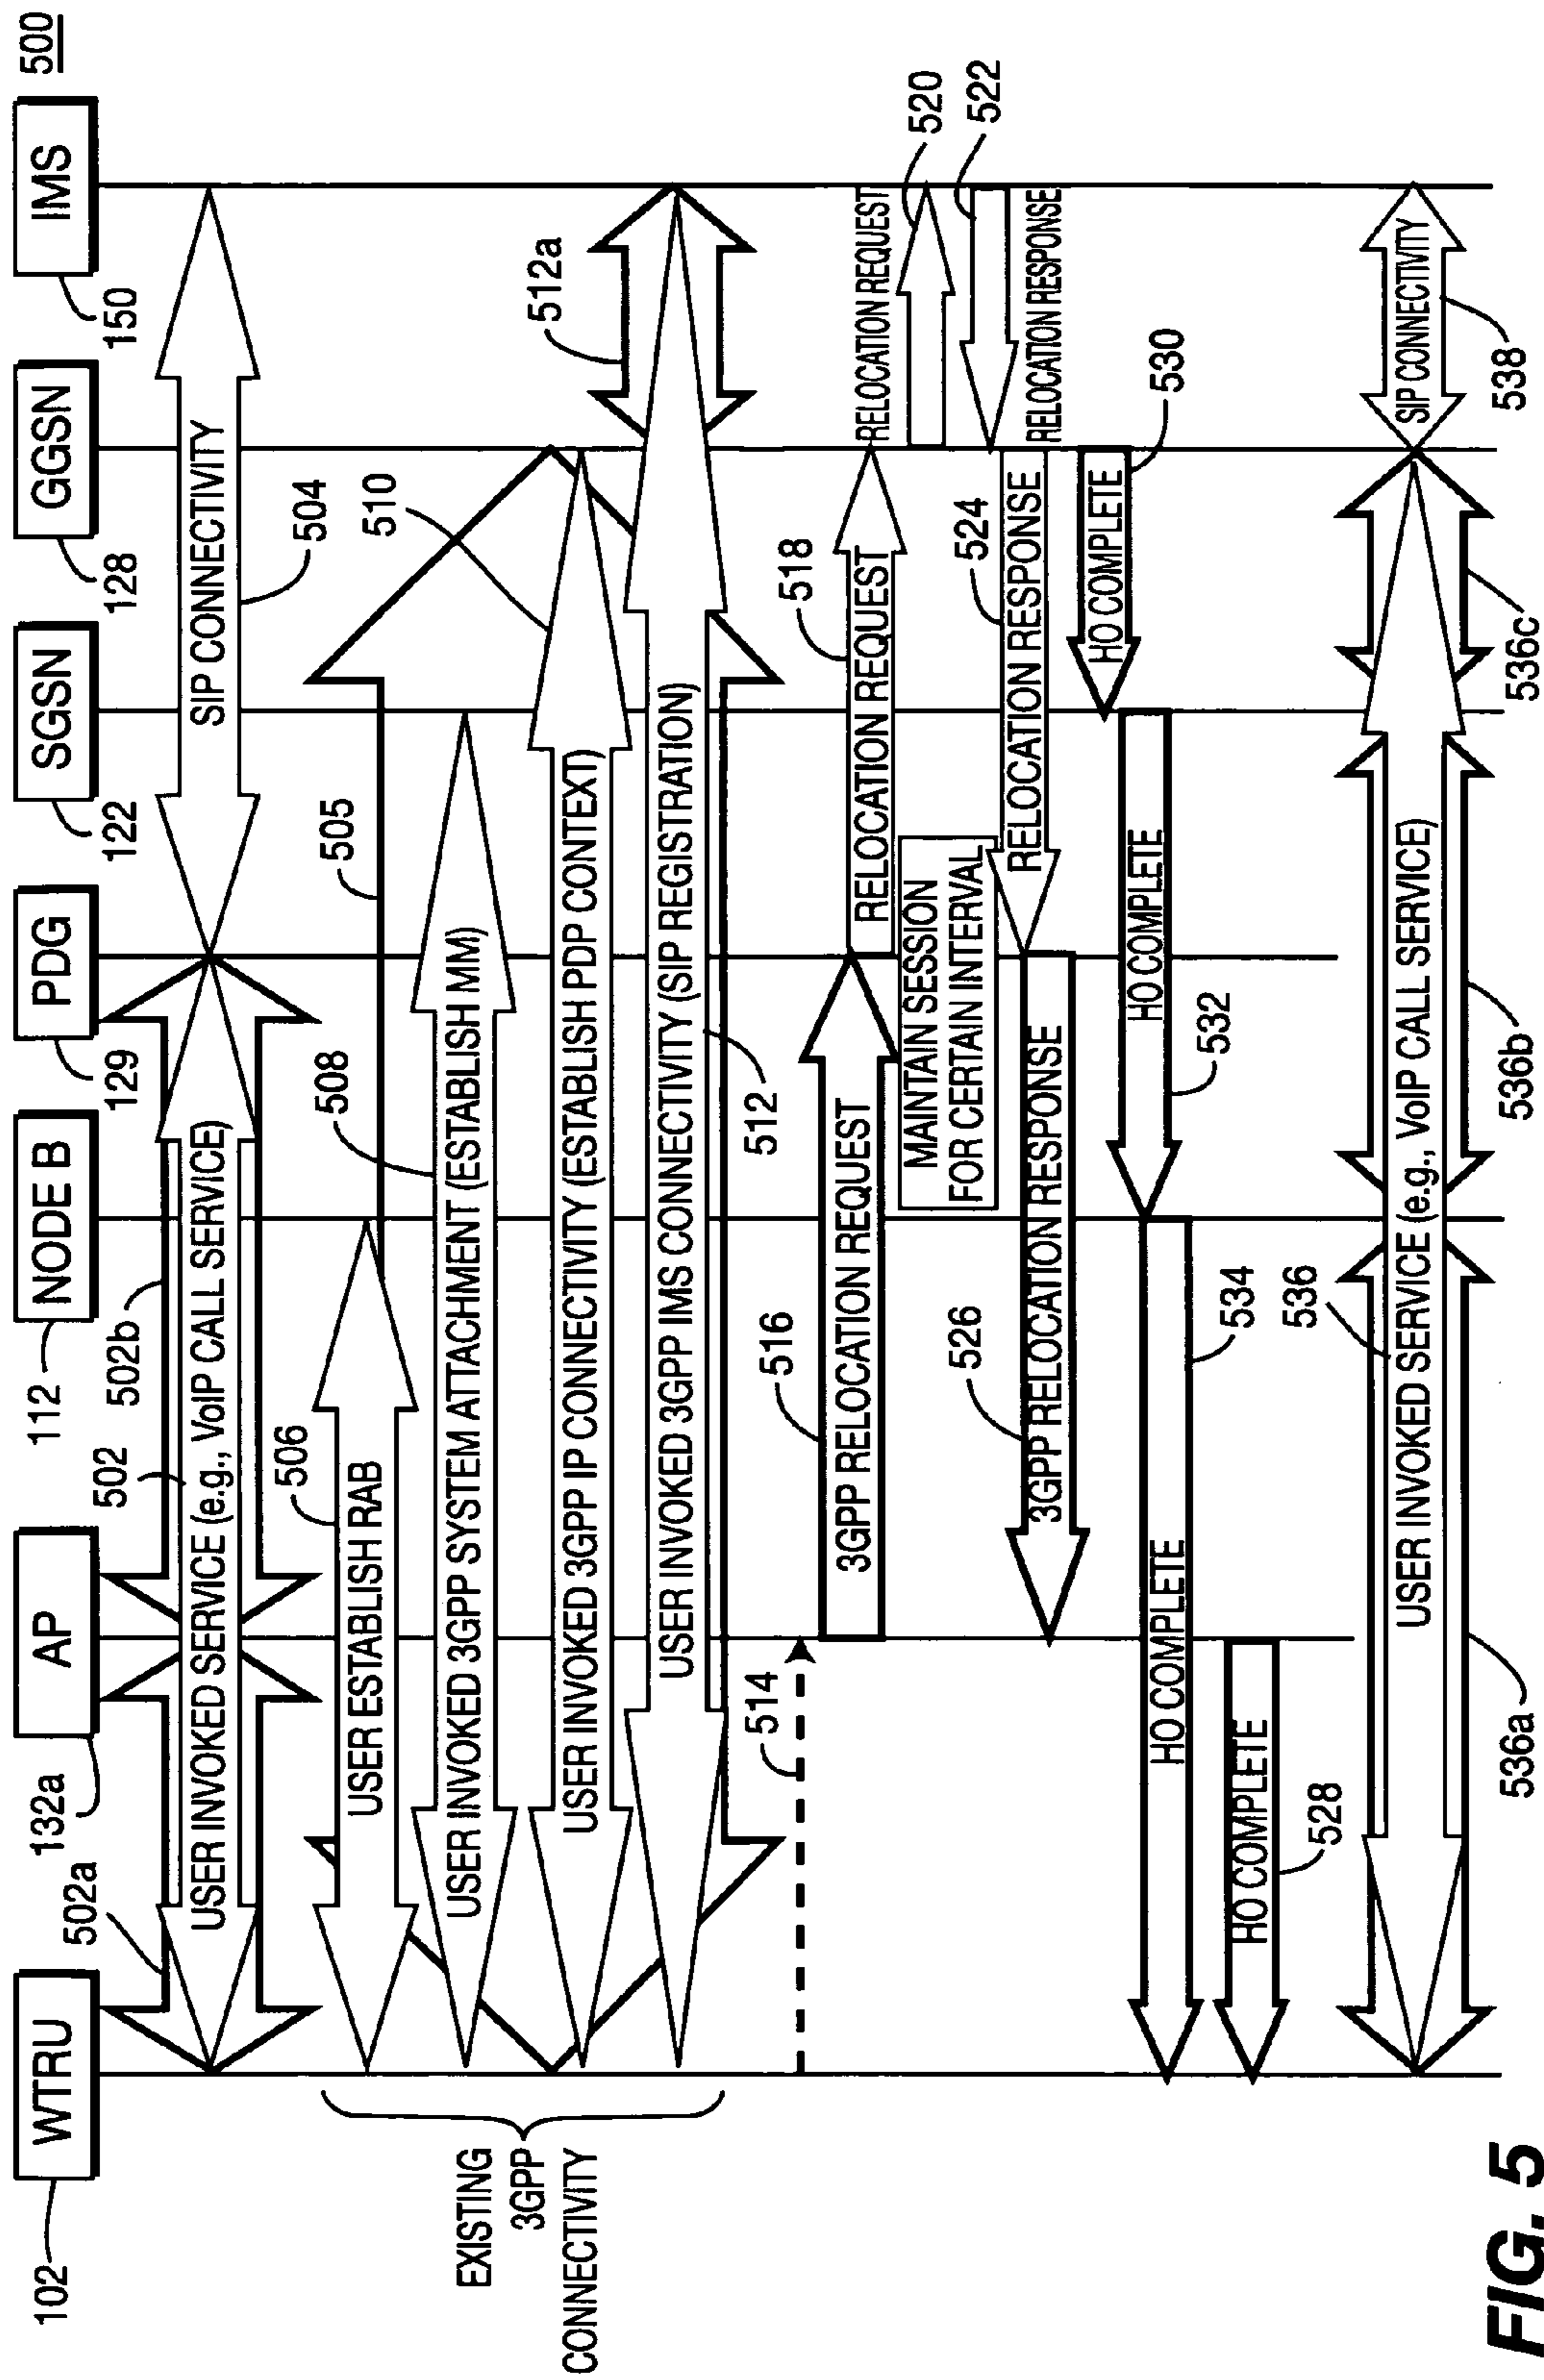 500
WTRU
AP
NODE B
PDG
SGSN
GGSN
IMS
102
132a
112
129
122
128
150
502a
502
502b
USER INVOKED SERVICE (e.g., VoIP CALL SERVICE)
SIP CONNECTIVITY
504
505
506
USER ESTABLISH RAB
508
USER INVOKED 3GPP SYSTEM ATTACHMENT (ESTABLISH MM)
510
USER INVOKED 3GPP IP CONNECTIVITY (ESTABLISH PDP CONTEXT)
512a
USER INVOKED 3GPP IMS CONNECTIVITY (SIP REGISTRATION)
512
EXISTING
3GPP
CONNECTIVITY
514
516
3GPP RELOCATION REQUEST
518
RELOCATION REQUEST
RELOCATION REQUEST
520
MAINTAIN SESSION
FOR CERTAIN INTERVAL
522
RELOCATION RESPONSE
524
RELOCATION RESPONSE
526
3GPP RELOCATION RESPONSE
HO COMPLETE
530
HO COMPLETE
532
HO COMPLETE
534
HO COMPLETE
528
536
USER INVOKED SERVICE (e.g., VoIP CALL SERVICE)
SIP CONNECTIVITY
536a
536b
536c
538
FIG. 5